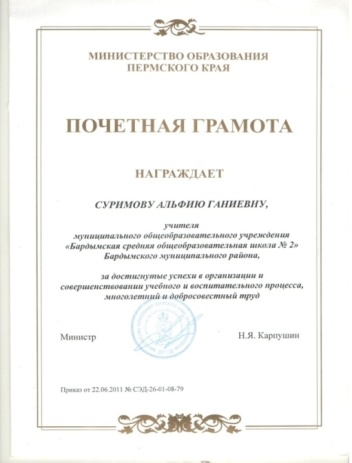 МИНИСТЕРСТВО ОБРАЗОВАНИЯ
ПЕРМСКОГО КРАЯ
ПОЧЕТНАЯ ГРАМОТА
НАГРАЖДАЕТ
СУРИМОВУ АЛЬФИЮ ГАНИЕВНУ,
учителя
муниципального общеобразовательного учреждения
«Бардымская средняя общеобразовательная школа № 2»
Бардымского муниципального района,
за достигнутые успехи в организации и
совершенствовании учебного и воспитательного процесса,
многолетний и добросовестный труд
Министр Н.Я. Карпушин
Приказ от 22.06.2011 № СЭД-26-01-08-79